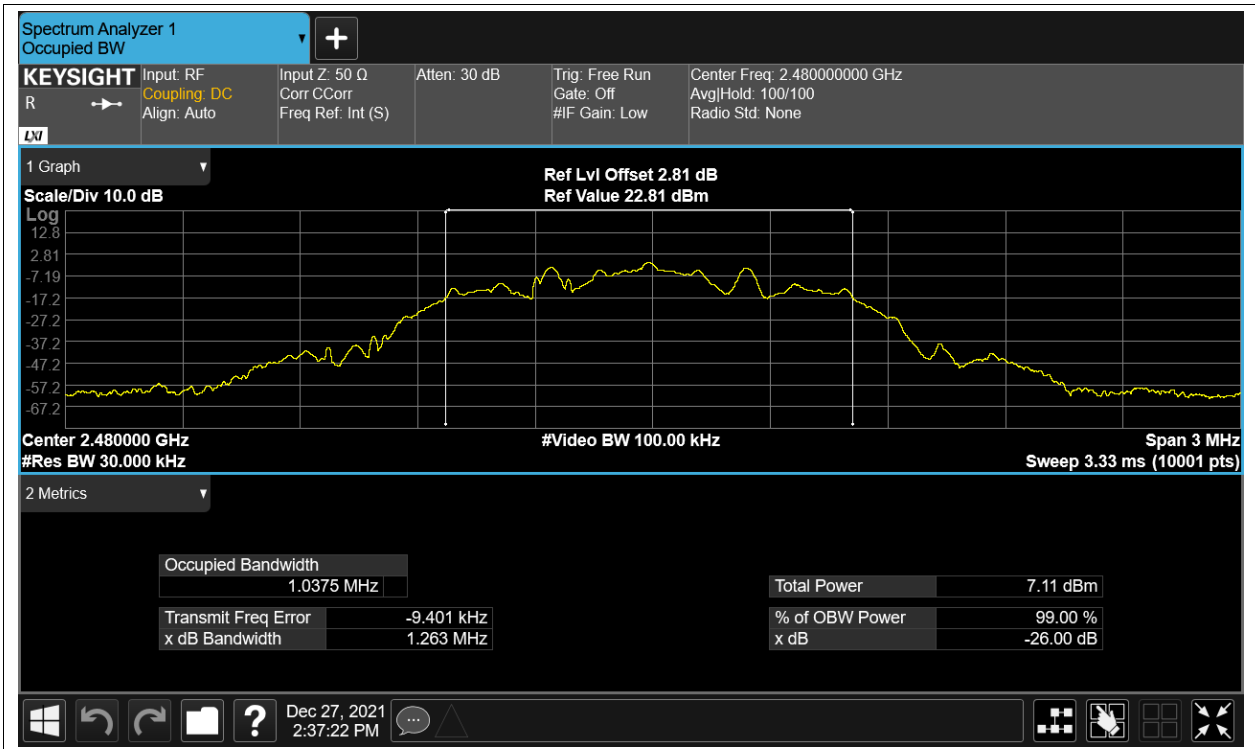 Spectrum Analyzer 1
Occupied BW
KEYSIGHT
R
LXI
Input: RF
Coupling: DC
Align: Auto
Input Z: 50 Ω
Corr CCorr
Freq Ref: Int (S)
Atten: 30 dB
Trig: Free Run
Gate: Off
#IF Gain: Low
Center Freq: 2.480000000 GHz
Avg|Hold: 100/100
Radio Std: None
1 Graph
Scale/Div 10.0 dB
Ref Lvl Offset 2.81 dB
Ref Value 22.81 dBm
Log
12.8
2.81
-7.19
-17.2
-27.2
-37.2
-47.2
-57.2
-67.2
Center 2.480000 GHz
#Res BW 30.000 kHz
#Video BW 100.00 kHz
Span 3 MHz
Sweep 3.33 ms (10001 pts)
2 Metrics
Occupied Bandwidth
1.0375 MHz
Transmit Freq Error -9.401 kHz
x dB Bandwidth 1.263 MHz
Total Power 7.11 dBm
% of OBW Power 99.00 %
x dB -26.00 dB
?
Dec 27, 2021
2:37:22 PM